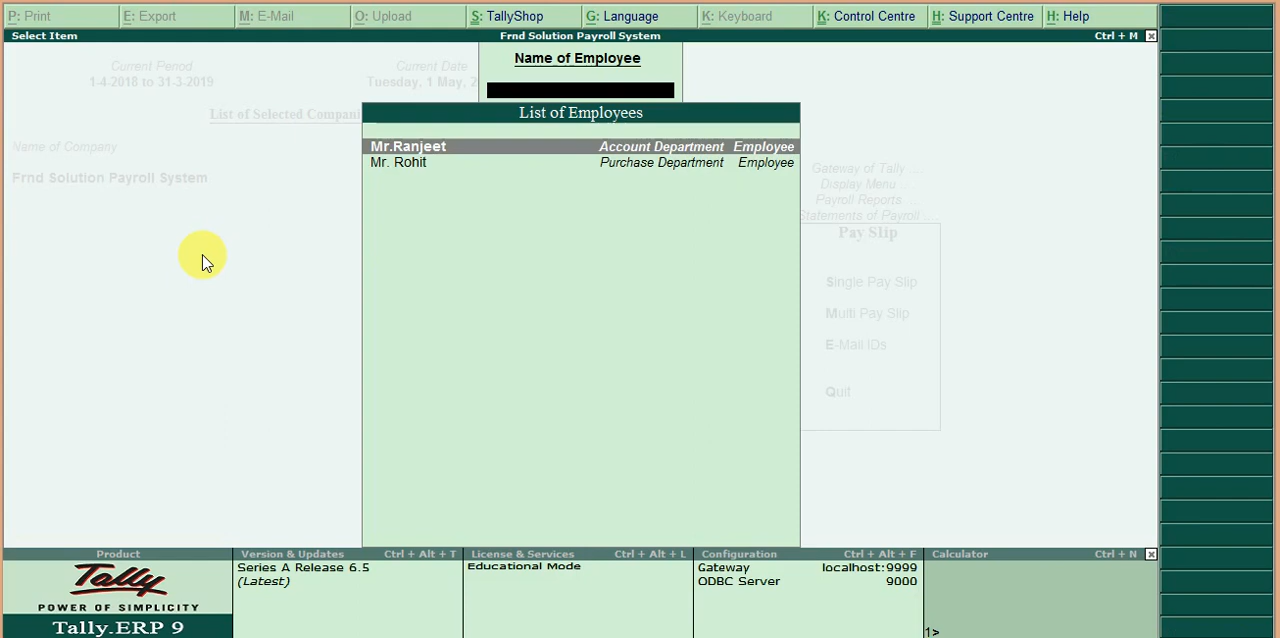 P: Print E: Export M: E-Mail O: Upload S: TallyShop G: Language K: Keyboard K: Control Centre H: Support Centre H: Help
Select Item Frnd Solution Payroll System Ctrl + M
Current Period Current Date
1-4-2018 to 31-3-2019 Tuesday, 1 May, 2
Name of Employee
List of Selected Compani
List of Employees
Name of Company
Mr.Ranjeet Account Department Employee
Mr. Rohit Purchase Department Employee
Frnd Solution Payroll System
Gateway of Tally ...
Display Menu ...
Payroll Reports ...
Statements of Payroll ...
Pay Slip
Single Pay Slip
Multi Pay Slip
E-Mail IDs
Quit
Product Version & Updates Ctrl + Alt + T License & Services Ctrl + Alt + L Configuration Ctrl + Alt + F Calculator Ctrl + N
Tally
POWER OF SIMPLICITY
Tally.ERP 9
Series A Release 6.5
(Latest)
Educational Mode
Gateway localhost:9999
ODBC Server 9000
1>